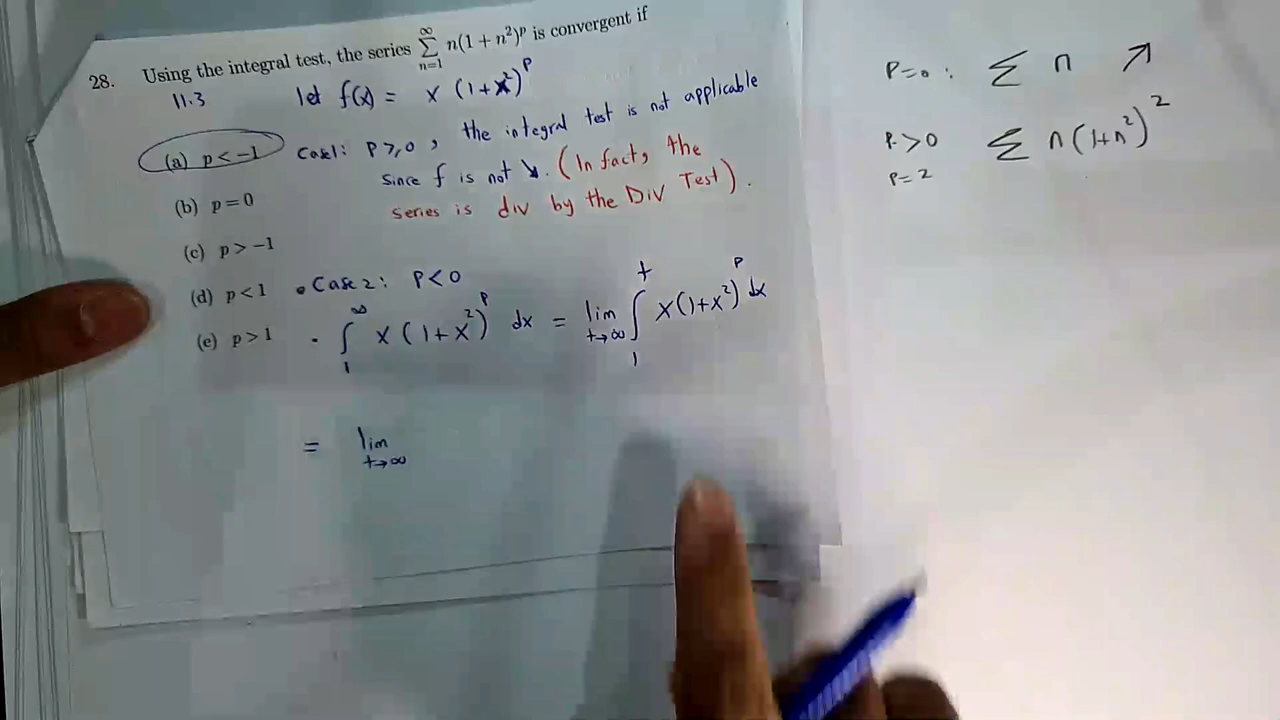 28. Using the integral test, the series ∑_{n=1}^{∞} n(1 + n²)^p is convergent if
11.3 let f(x) = x (1+x²)^p
(a) p < −1 Case1: P≥0, the integral test is not applicable
since f is not ↘. (In fact, the
series is div by the Div Test).
(b) p = 0
(c) p > −1
(d) p < 1
(e) p > 1
• Case 2: P<0
• ∫_1^∞ x (1+x²)^p dx = lim_{t→∞} ∫_1^t x(1+x²)^p dx
= lim_{t→∞}
P=0 : ∑ n ↗
P>0 ∑ n(1+n²)²
P=2